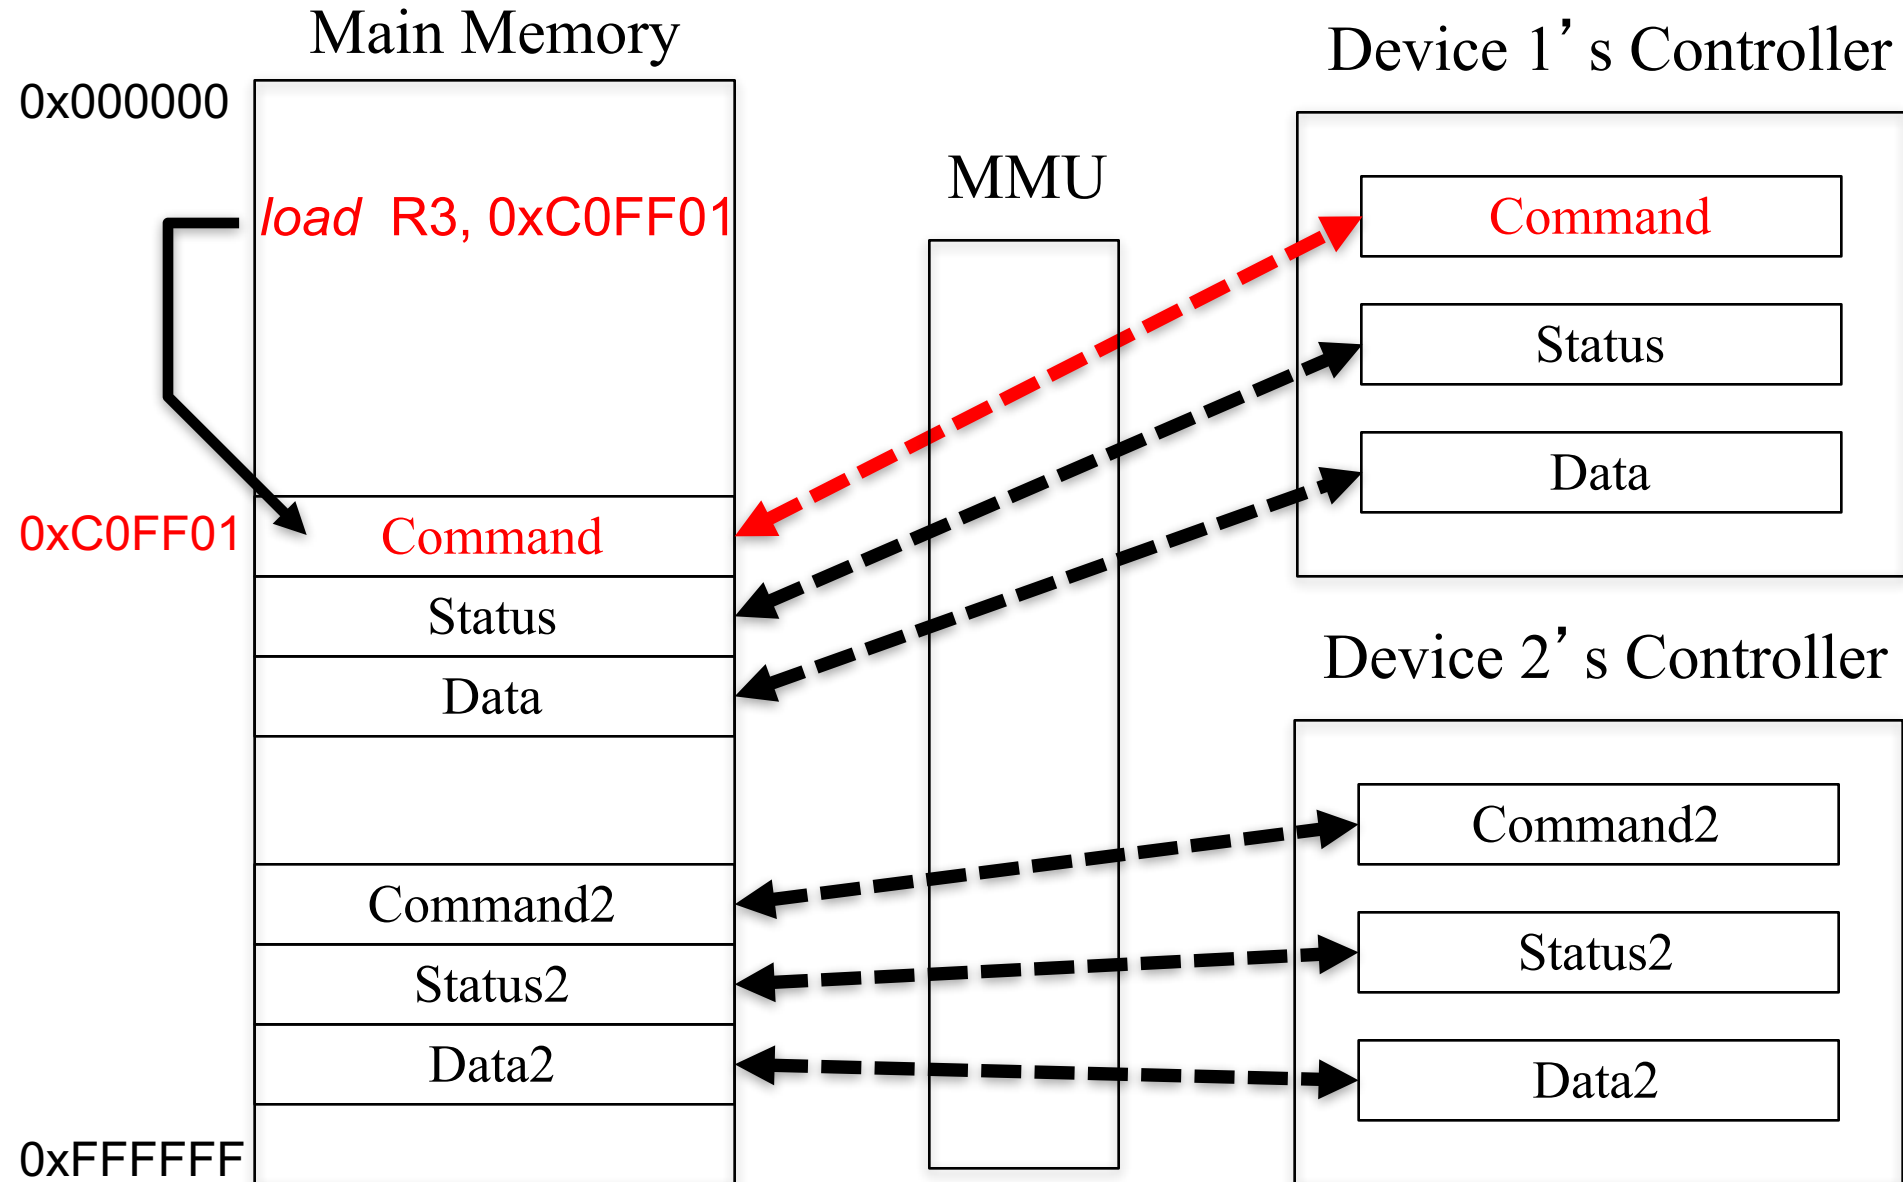 Main Memory
0x000000
load R3, 0xC0FF01
0xC0FF01
Command
Status
Data
Command2
Status2
Data2
0xFFFFFF
MMU
Device 1’s Controller
Command
Status
Data
Device 2’s Controller
Command2
Status2
Data2